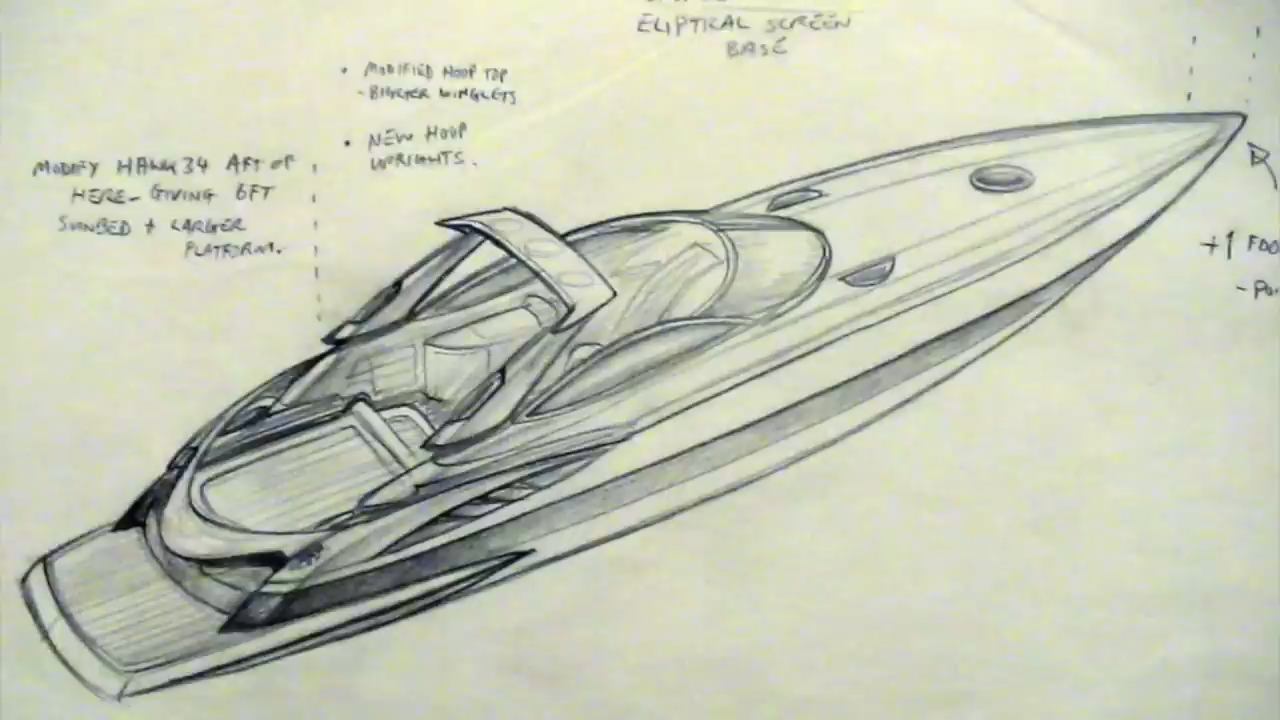 ELIPTICAL SCREEN
BASE
• MODIFIED HOOP TOP
- BIGGER WINGLETS
• NEW HOOP
UPRIGHTS.
MODIFY HAWK 34 AFT OF
HERE - GIVING 6FT
SUNBED + LARGER
PLATFORM.
+1 FOO